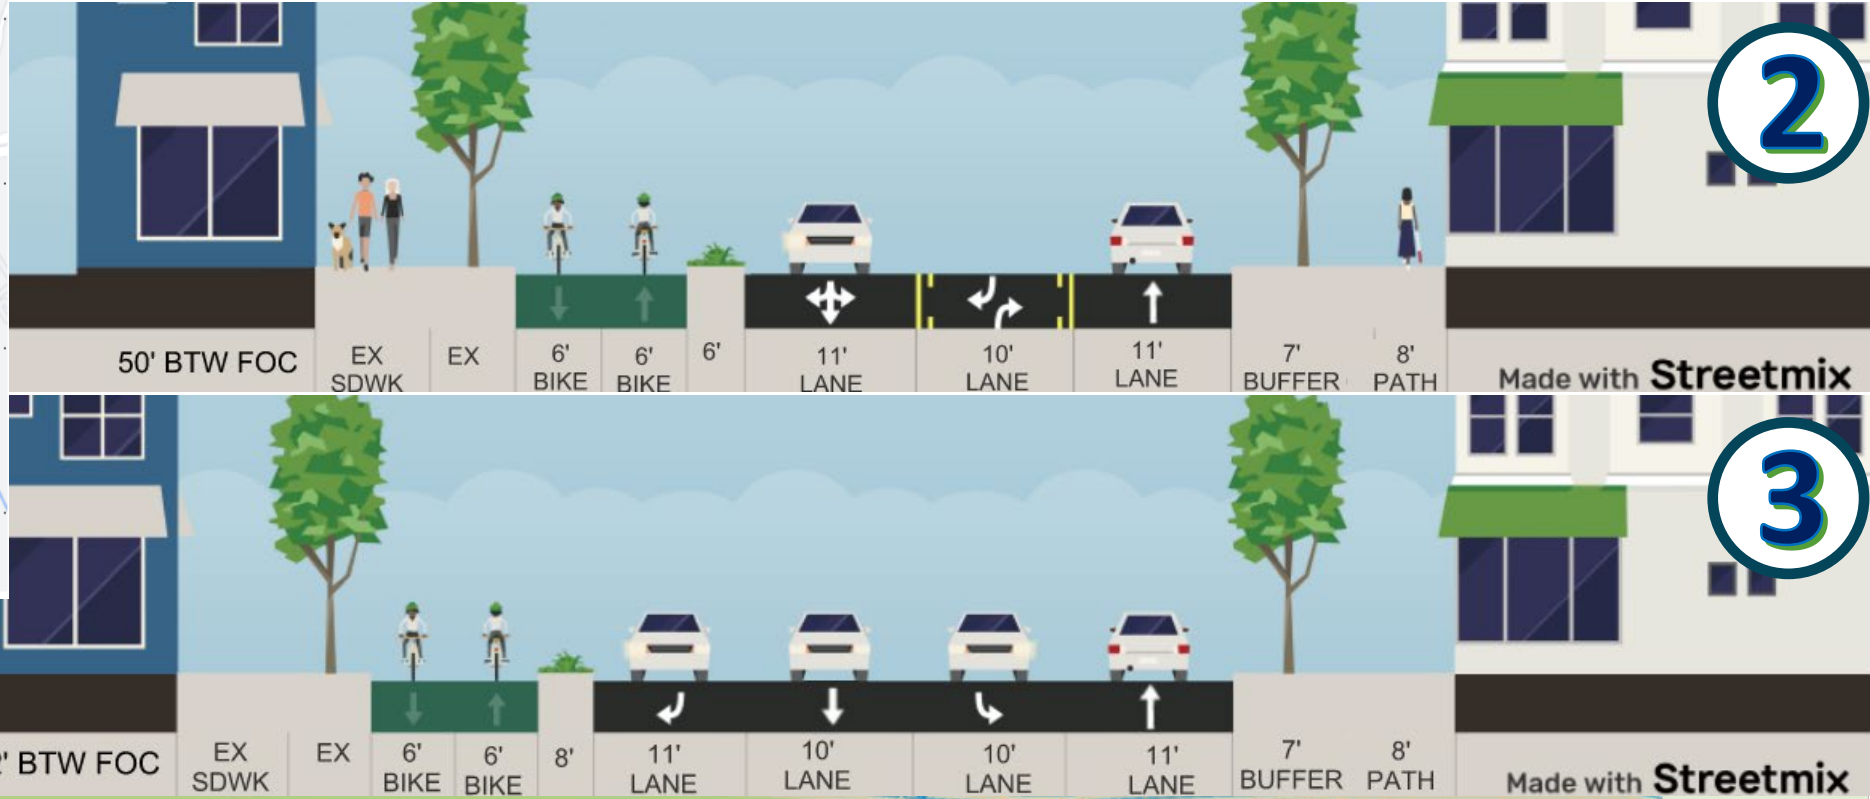 2
50' BTW FOC
EX
SDWK
EX
6'
BIKE
6'
BIKE
6'
11'
LANE
10'
LANE
11'
LANE
7'
BUFFER
8'
PATH
Made with Streetmix
3
' BTW FOC
EX
SDWK
EX
6'
BIKE
6'
BIKE
8'
11'
LANE
10'
LANE
10'
LANE
11'
LANE
7'
BUFFER
8'
PATH
Made with Streetmix